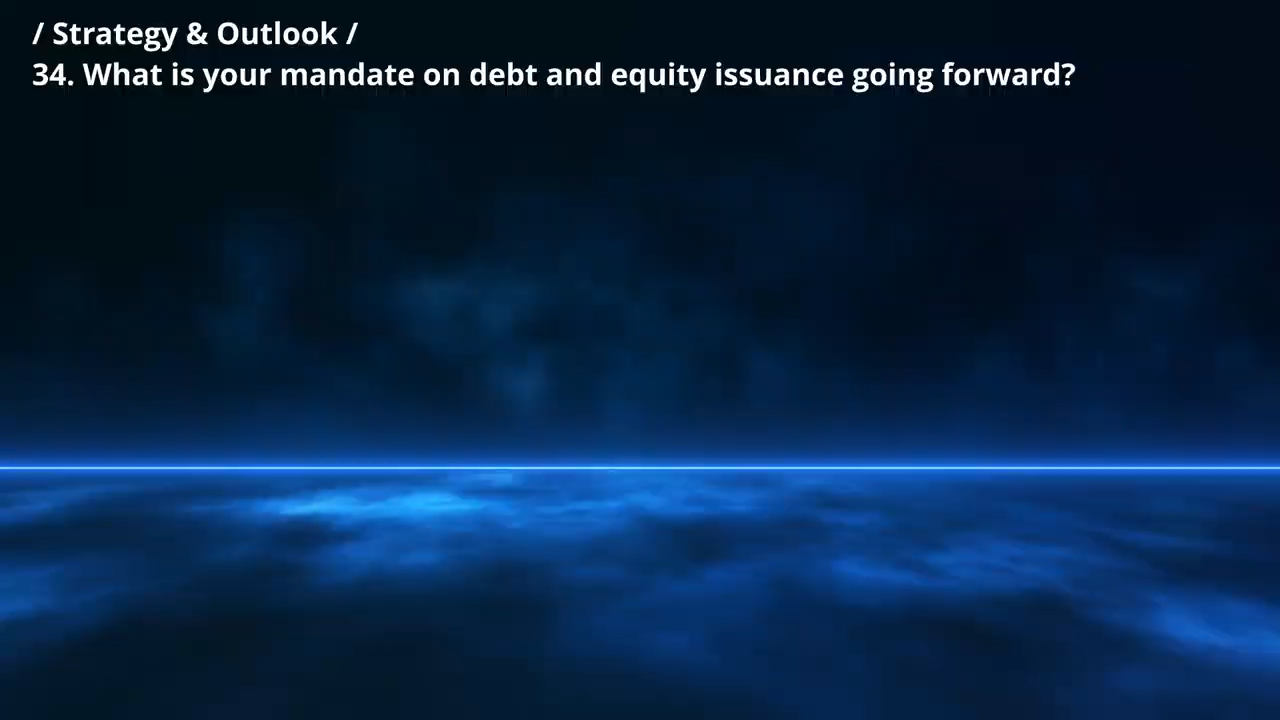 / Strategy & Outlook /
34. What is your mandate on debt and equity issuance going forward?